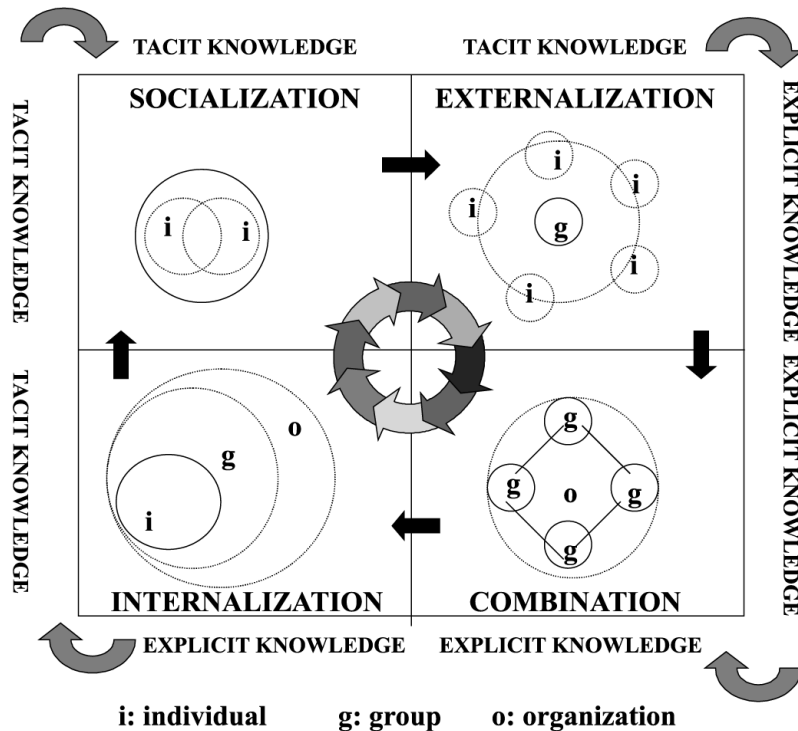 TACIT KNOWLEDGE TACIT KNOWLEDGE
TACIT KNOWLEDGE
EXPLICIT KNOWLEDGE
SOCIALIZATION EXTERNALIZATION
i i
i
i
i
i
i
g
TACIT KNOWLEDGE
EXPLICIT KNOWLEDGE
o
g
i
g
g
o
g
g
INTERNALIZATION COMBINATION
EXPLICIT KNOWLEDGE EXPLICIT KNOWLEDGE
i: individual g: group o: organization